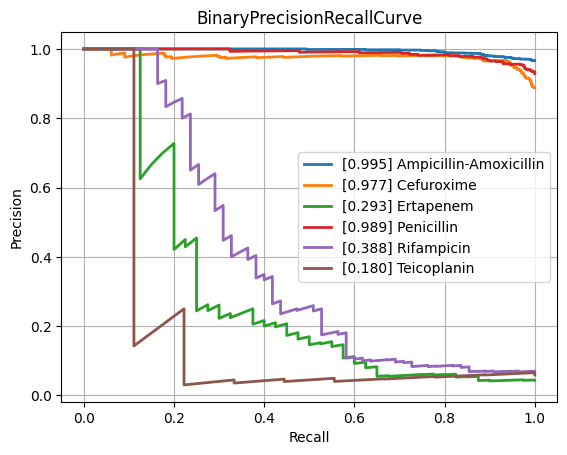 BinaryPrecisionRecallCurve
1.0
0.8
0.6
0.4
0.2
0.0
Precision
[0.995] Ampicillin-Amoxicillin
[0.977] Cefuroxime
[0.293] Ertapenem
[0.989] Penicillin
[0.388] Rifampicin
[0.180] Teicoplanin
0.0 0.2 0.4 0.6 0.8 1.0
Recall